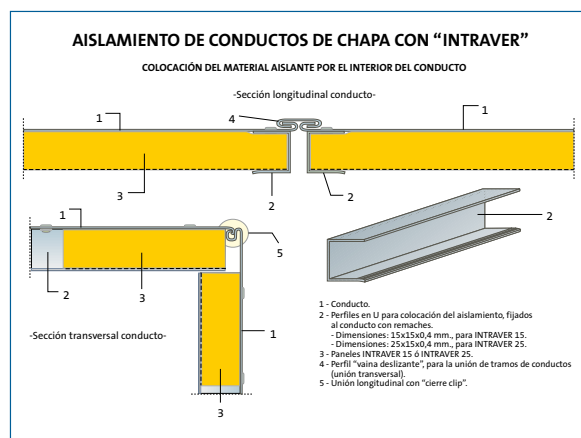 AISLAMIENTO DE CONDUCTOS DE CHAPA CON “INTRAVER”
COLOCACIÓN DEL MATERIAL AISLANTE POR EL INTERIOR DEL CONDUCTO
-Sección longitudinal conducto-
1
4
1
3
2
2
1
5
2
3
2
-Sección transversal conducto-
1
3
1 - Conducto.
2 - Perfiles en U para colocación del aislamiento, fijados
al conducto con remaches.
- Dimensiones: 15x15x0,4 mm., para INTRAVER 15.
- Dimensiones: 25x15x0,4 mm., para INTRAVER 25.
3 - Paneles INTRAVER 15 ó INTRAVER 25.
4 - Perfil “vaina deslizante”, para la unión de tramos de conductos
(unión transversal).
5 - Unión longitudinal con “cierre clip”.